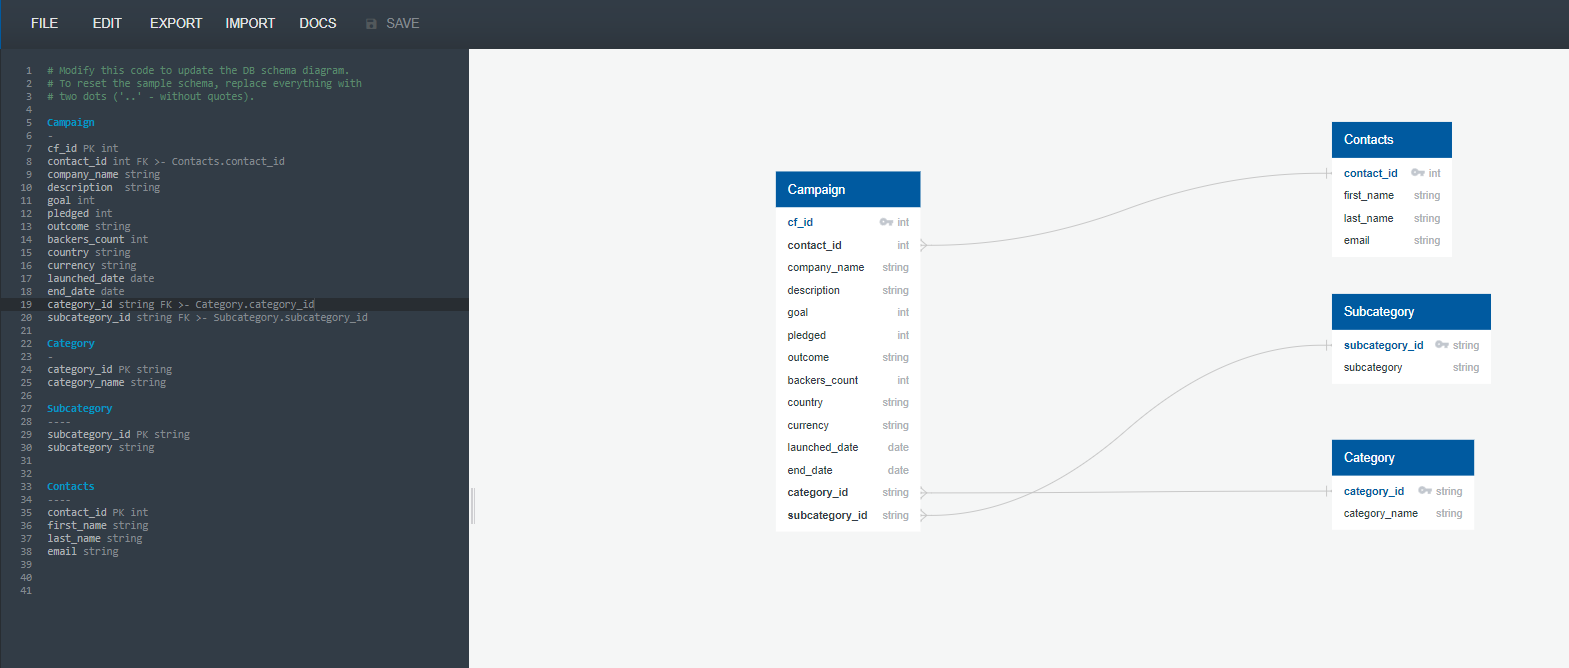 FILE EDIT EXPORT IMPORT DOCS SAVE
1 # Modify this code to update the DB schema diagram.
2 # To reset the sample schema, replace everything with
3 # two dots ('..' - without quotes).
4
5 Campaign
6 -
7 cf_id PK int
8 contact_id int FK >- Contacts.contact_id
9 company_name string
10 description  string
11 goal int
12 pledged int
13 outcome string
14 backers_count int
15 country string
16 currency string
17 launched_date date
18 end_date date
19 category_id string FK >- Category.category_id
20 subcategory_id string FK >- Subcategory.subcategory_id
21
22 Category
23 -
24 category_id PK string
25 category_name string
26
27 Subcategory
28 ----
29 subcategory_id PK string
30 subcategory string
31
32
33 Contacts
34 ----
35 contact_id PK int
36 first_name string
37 last_name string
38 email string
39
40
41
Campaign
cf_id int
contact_id int
company_name string
description string
goal int
pledged int
outcome string
backers_count int
country string
currency string
launched_date date
end_date date
category_id string
subcategory_id string
Contacts
contact_id int
first_name string
last_name string
email string
Subcategory
subcategory_id string
subcategory string
Category
category_id string
category_name string